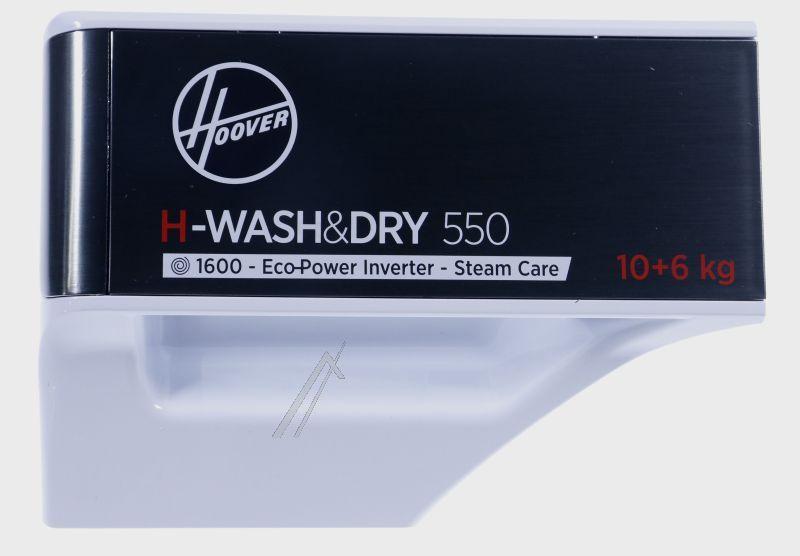 HOOVER
H-WASH&DRY 550
1600 - Eco-Power Inverter - Steam Care
10+6 kg